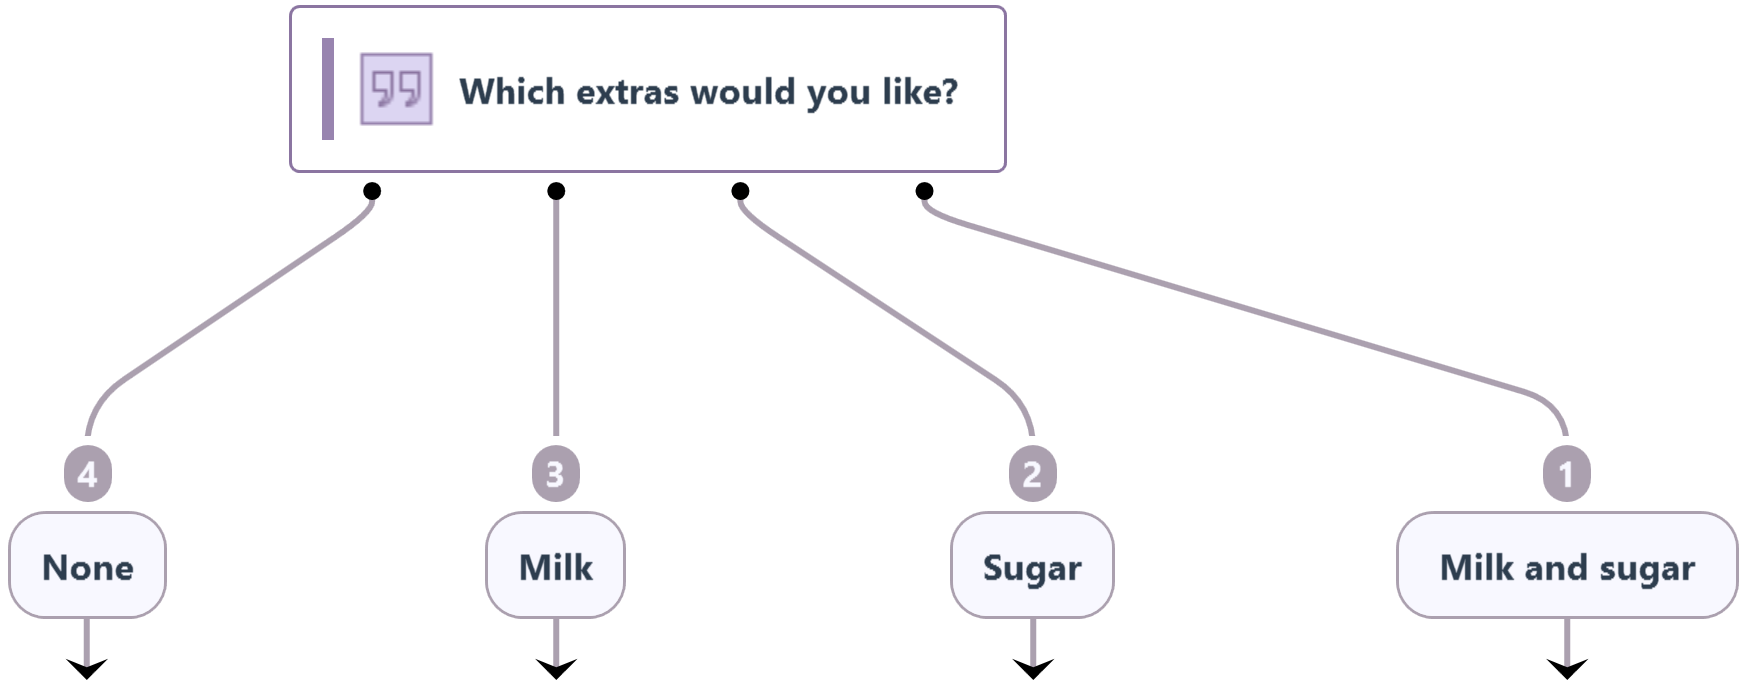 Which extras would you like?
4
3
2
1
None
Milk
Sugar
Milk and sugar